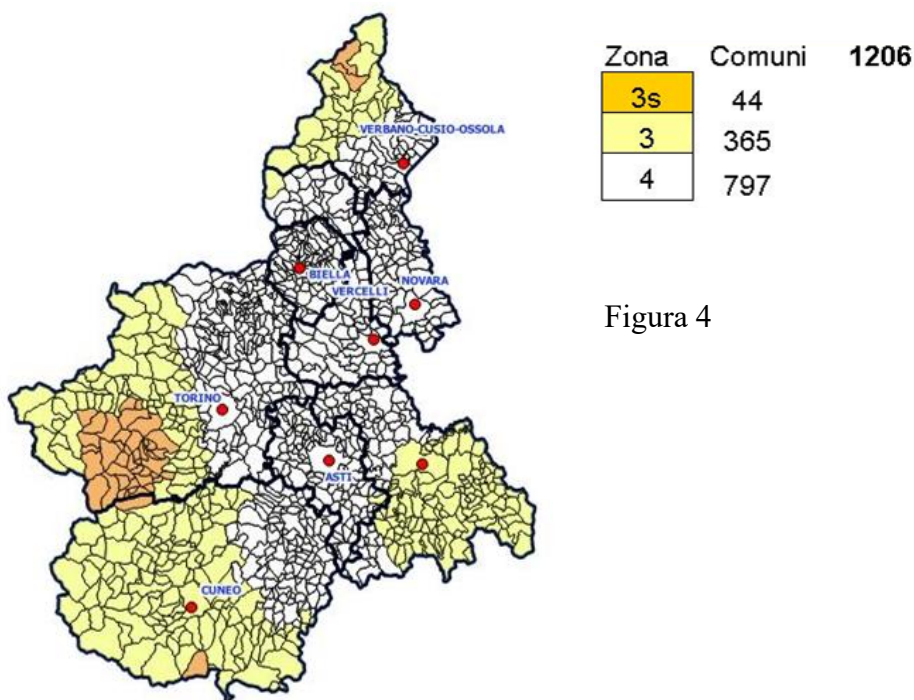 Zona Comuni 1206
3s 44
3 365
4 797
VERBANO-CUSIO-OSSOLA
BIELLA
NOVARA
VERCELLI
Figura 4
TORINO
ASTI
CUNEO